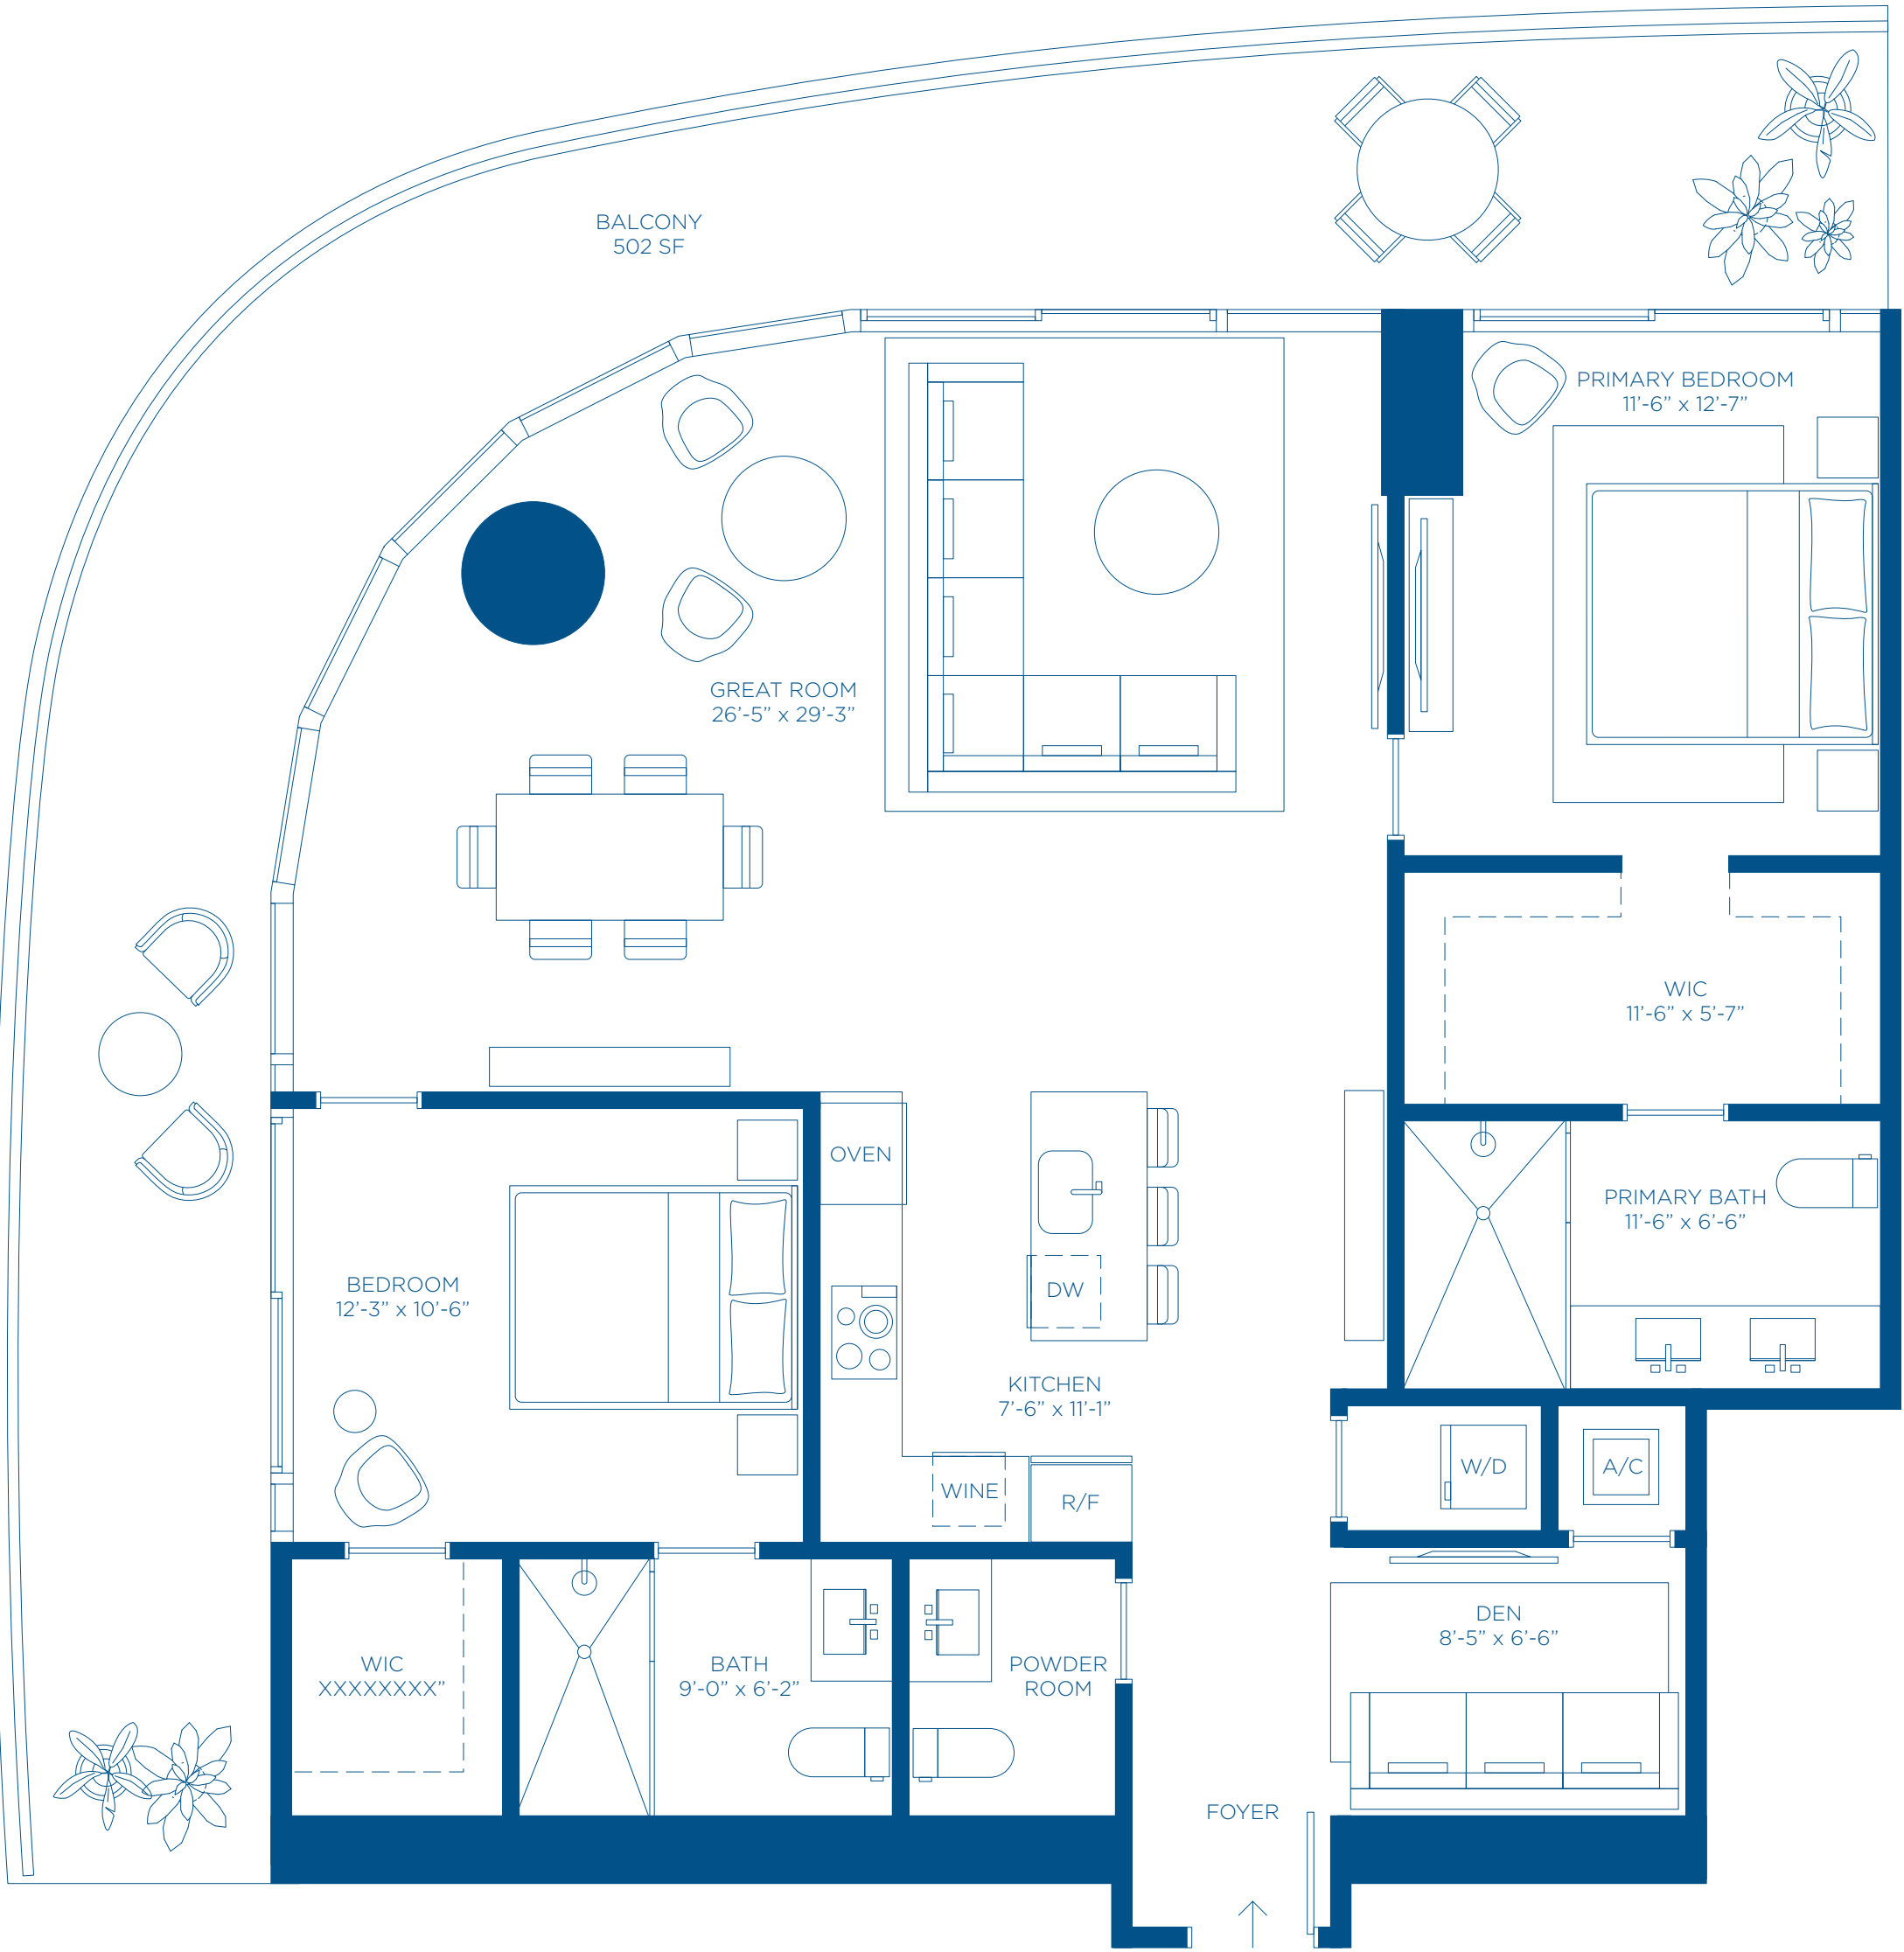 BALCONY
502 SF
PRIMARY BEDROOM
11’-6” x 12’-7”
GREAT ROOM
26’-5” x 29’-3”
WIC
11’-6” x 5’-7”
OVEN
PRIMARY BATH
11’-6” x 6’-6”
BEDROOM
12’-3” x 10’-6”
DW
KITCHEN
7’-6” x 11’-1”
WINE
R/F
W/D
A/C
DEN
8’-5” x 6’-6”
WIC
XXXXXXXX”
BATH
9’-0” x 6’-2”
POWDER
ROOM
FOYER